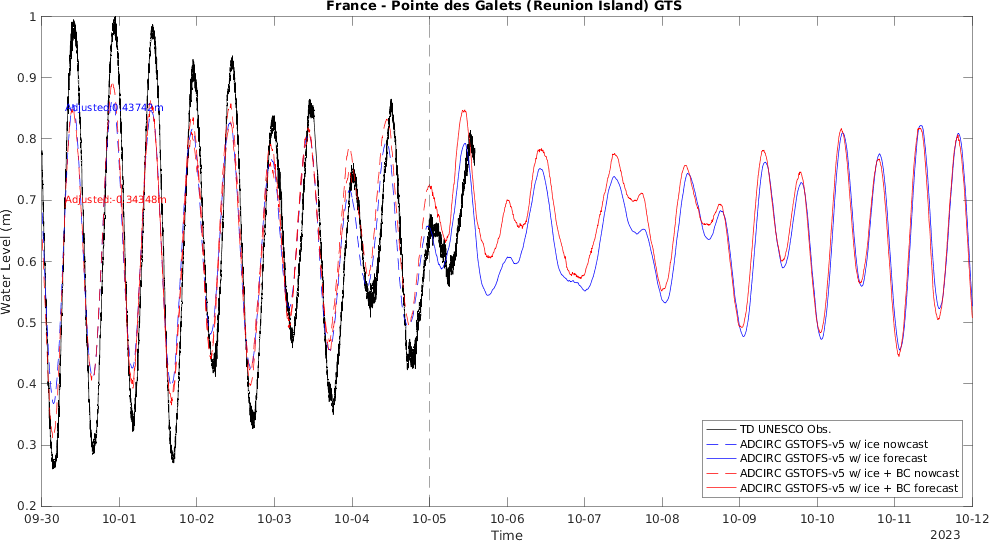 France - Pointe des Galets (Reunion Island) GTS
1
0.9
0.8
0.7
0.6
0.5
0.4
0.3
0.2
Water Level (m)
Adjusted:0.43742m
Adjusted:-0.34348m
TD UNESCO Obs.
ADCIRC GSTOFS-v5 w/ ice nowcast
ADCIRC GSTOFS-v5 w/ ice forecast
ADCIRC GSTOFS-v5 w/ ice + BC nowcast
ADCIRC GSTOFS-v5 w/ ice + BC forecast
09-30 10-01 10-02 10-03 10-04 10-05 10-06 10-07 10-08 10-09 10-10 10-11 10-12
Time
2023